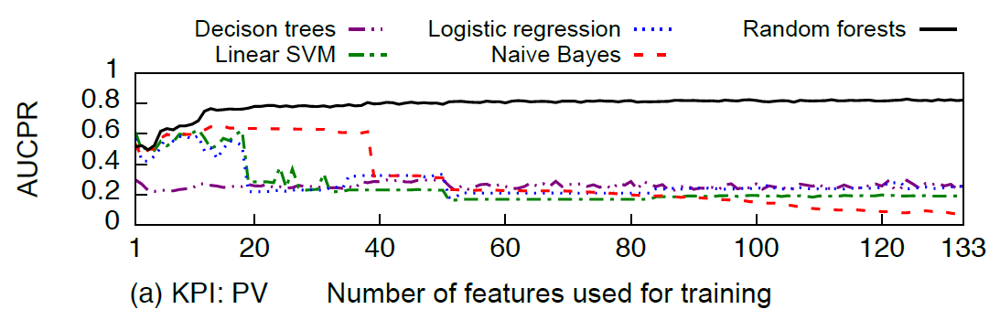 Decison trees Logistic regression Random forests
Linear SVM Naive Bayes
1
0.8
0.6
0.4
0.2
0
AUCPR
1 20 40 60 80 100 120 133
(a) KPI: PV Number of features used for training